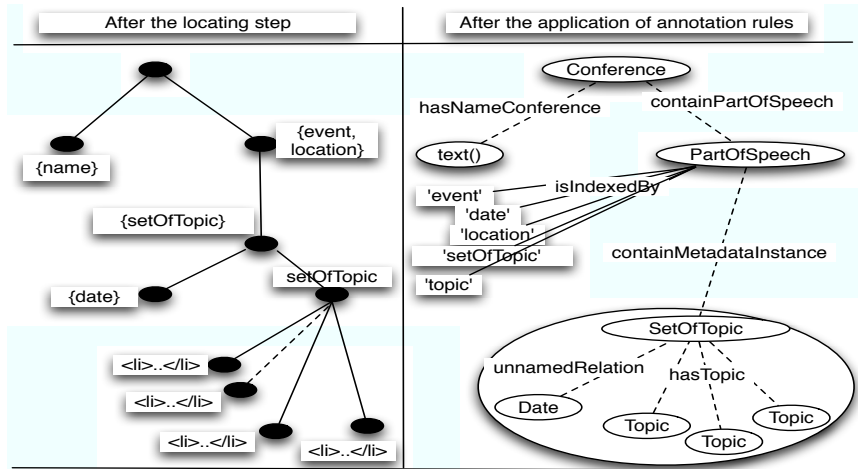 After the locating step
After the application of annotation rules
{name}
{event,
location}
{setOfTopic}
{date}
setOfTopic
<li>..</li>
<li>..</li>
<li>..</li>
<li>..</li>
Conference
hasNameConference
containPartOfSpeech
text()
PartOfSpeech
isIndexedBy
'event'
'date'
'location'
'setOfTopic'
'topic'
containMetadataInstance
SetOfTopic
unnamedRelation
hasTopic
Date
Topic
Topic
Topic